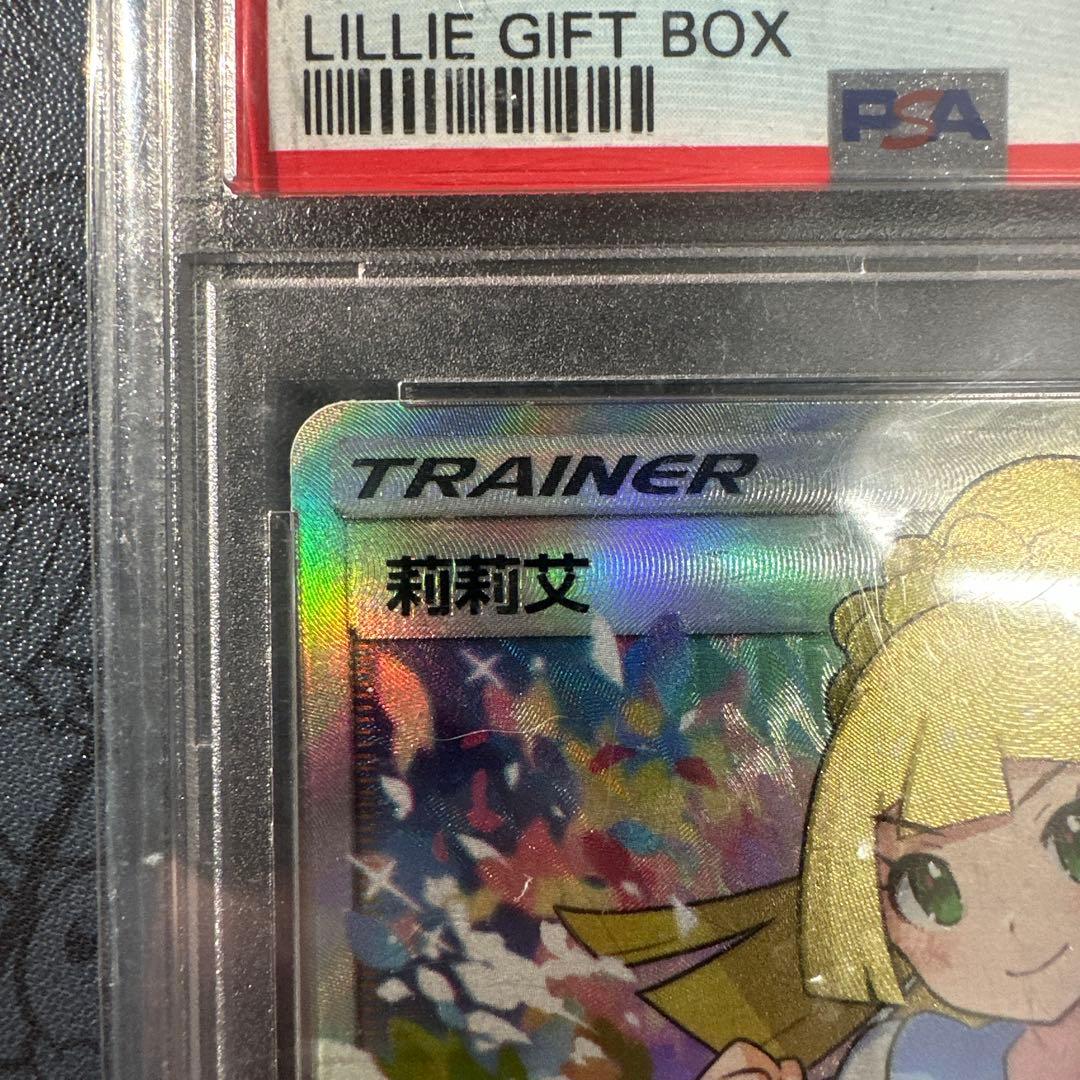 LILLIE GIFT BOX
PSA
TRAINER
莉莉艾